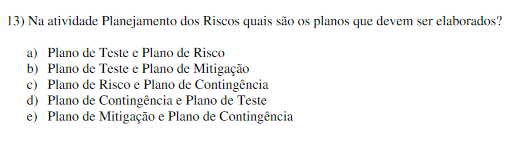 13) Na atividade Planejamento dos Riscos quais são os planos que devem ser elaborados?
a) Plano de Teste e Plano de Risco
b) Plano de Teste e Plano de Mitigação
c) Plano de Risco e Plano de Contingência
d) Plano de Contingência e Plano de Teste
e) Plano de Mitigação e Plano de Contingência